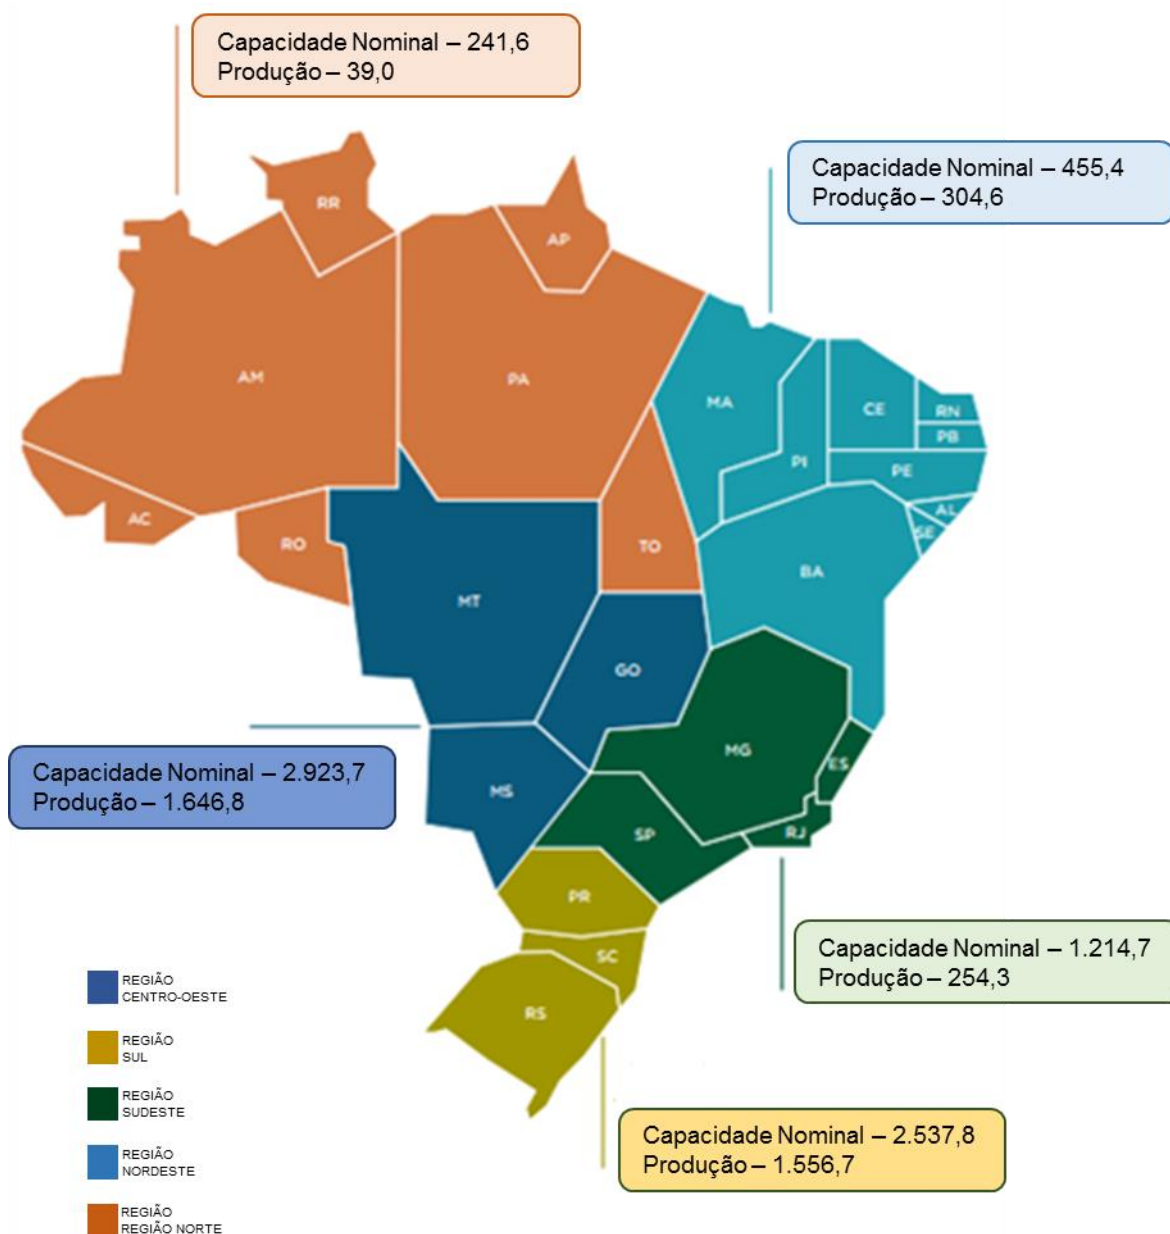 Capacidade Nominal – 241,6
Produção – 39,0
Capacidade Nominal – 455,4
Produção – 304,6
RR
AP
AM
PA
MA
CE
RN
PB
PI
PE
AL
SE
AC
RO
TO
BA
MT
GO
MG
ES
Capacidade Nominal – 2.923,7
Produção – 1.646,8
MS
SP
RJ
PR
SC
RS
Capacidade Nominal – 1.214,7
Produção – 254,3
REGIÃO
CENTRO-OESTE
REGIÃO
SUL
REGIÃO
SUDESTE
REGIÃO
NORDESTE
REGIÃO
REGIÃO NORTE
Capacidade Nominal – 2.537,8
Produção – 1.556,7